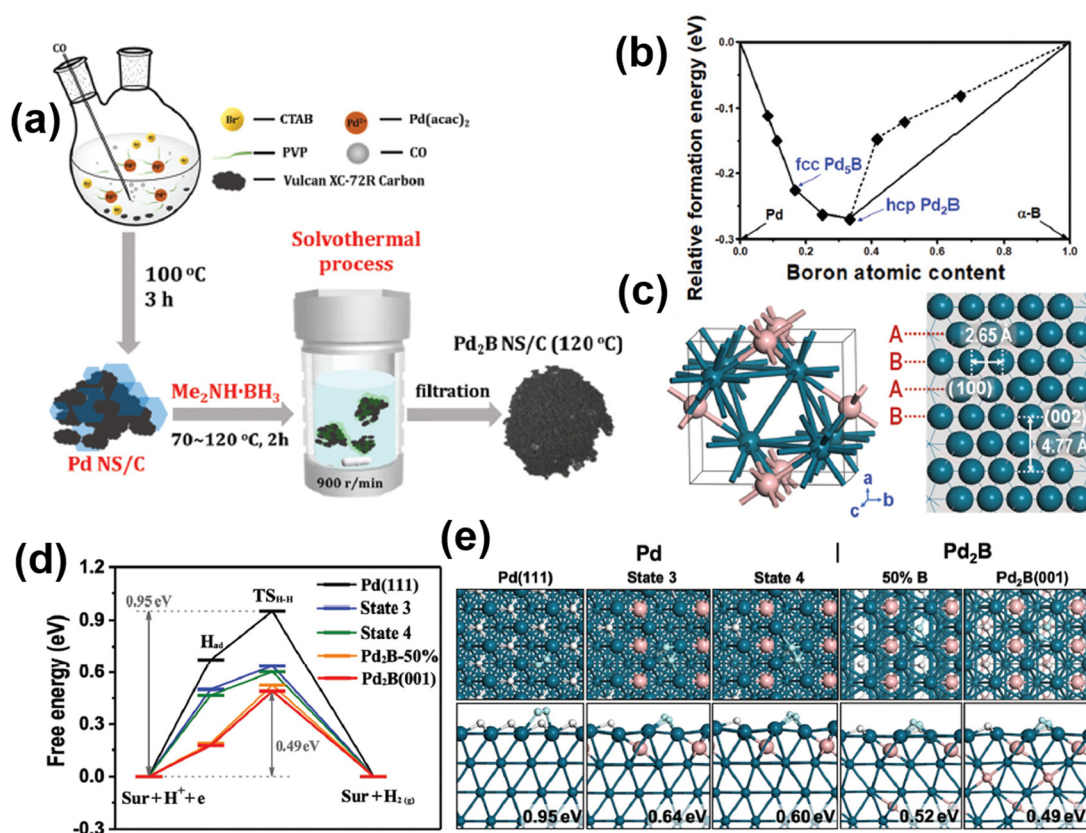 (a)
CO
Br⁻ — CTAB
Pd²⁺ — Pd(acac)₂
PVP
CO
Vulcan XC-72R Carbon
100 °C
3 h
Pd NS/C
Me₂NH·BH₃
70~120 °C, 2h
Solvothermal
process
900 r/min
filtration
Pd₂B NS/C (120 °C)
(b)
Relative formation energy (eV)
0.0
-0.1
-0.2
-0.3
fcc Pd₅B
hcp Pd₂B
Pd
α-B
0.0 0.2 0.4 0.6 0.8 1.0
Boron atomic content
(c)
a
b
c
A
B
A
B
2.65 Å
(100)
(002)
4.77 Å
(d)
Free energy (eV)
1.2
0.9
0.6
0.3
0.0
-0.3
0.95 eV
Had
TSH-H
0.49 eV
Pd(111)
State 3
State 4
Pd₂B-50%
Pd₂B(001)
Sur + H⁺ + e
Sur + H₂ (g)
(e)
Pd | Pd₂B
Pd(111) State 3 State 4 50% B Pd₂B(001)
0.95 eV 0.64 eV 0.60 eV 0.52 eV 0.49 eV